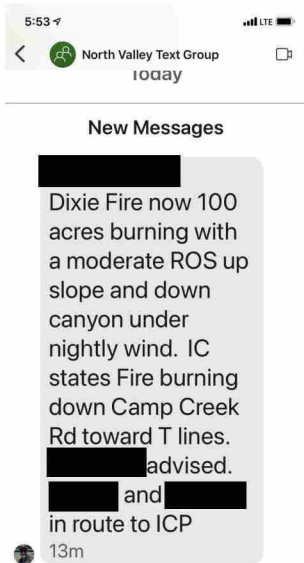 5:53
LTE
North Valley Text Group
Today
New Messages
Dixie Fire now 100
acres burning with
a moderate ROS up
slope and down
canyon under
nightly wind. IC
states Fire burning
down Camp Creek
Rd toward T lines.
advised.
and
in route to ICP
13m